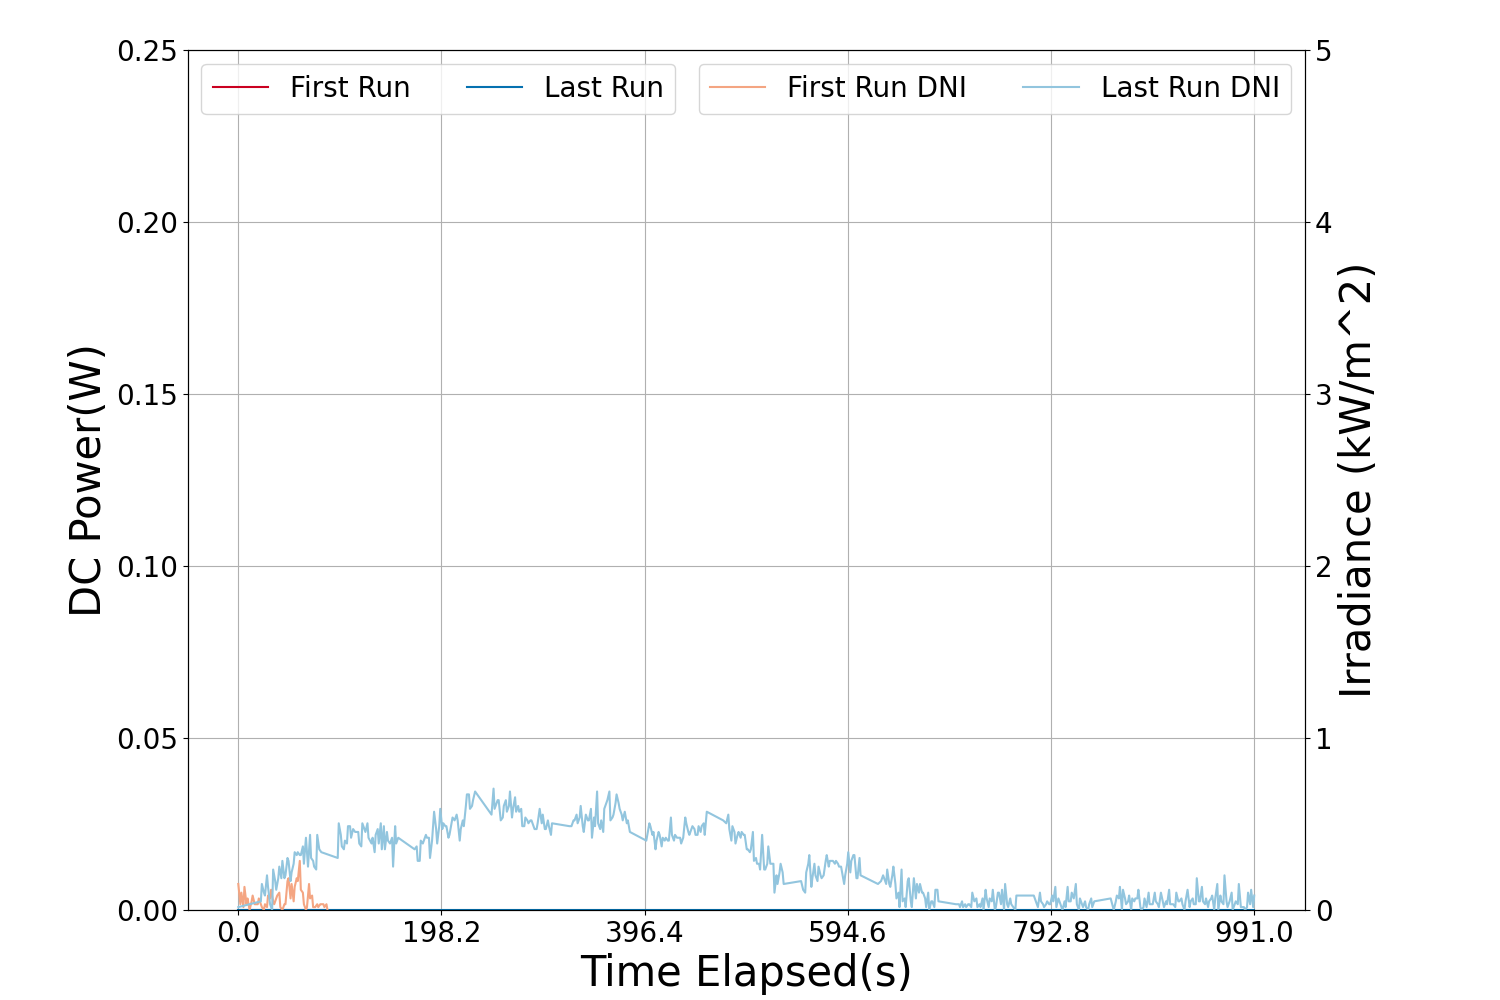 First Run
Last Run
First Run DNI
Last Run DNI
DC Power(W)
0.25
0.20
0.15
0.10
0.05
0.00
5
4
3
2
1
0
Irradiance (kW/m^2)
0.0
198.2
396.4
594.6
792.8
991.0
Time Elapsed(s)